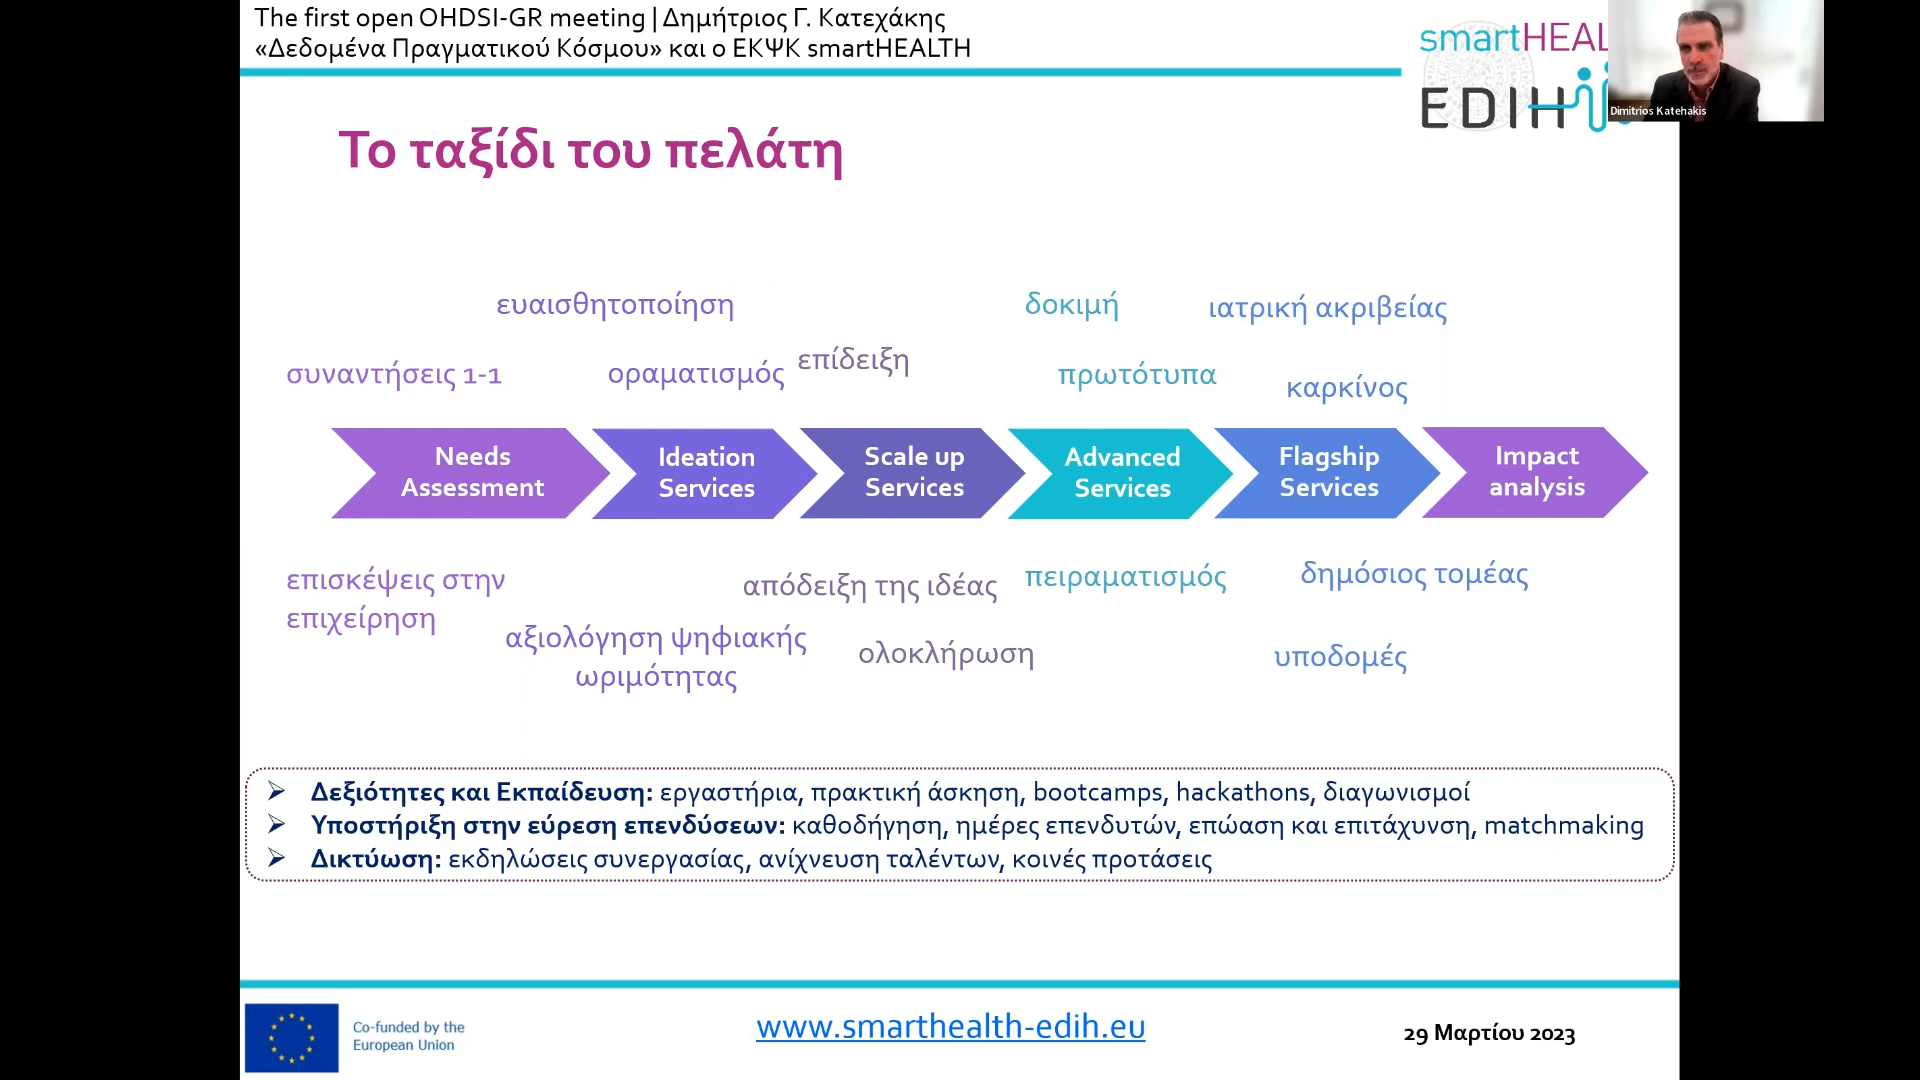 The first open OHDSI-GR meeting | Δημήτριος Γ. Κατεχάκης
«Δεδομένα Πραγματικού Κόσμου» και ο ΕΚΨΚ smartHEALTH
smartHEAL
EDIH
Dimitrios Katehakis
Το ταξίδι του πελάτη
ευαισθητοποίηση
δοκιμή
ιατρική ακριβείας
συναντήσεις 1-1
οραματισμός
επίδειξη
πρωτότυπα
καρκίνος
Needs
Assessment
Ideation
Services
Scale up
Services
Advanced
Services
Flagship
Services
Impact
analysis
επισκέψεις στην
επιχείρηση
αξιολόγηση ψηφιακής
ωριμότητας
απόδειξη της ιδέας
ολοκλήρωση
πειραματισμός
δημόσιος τομέας
υποδομές
➢ Δεξιότητες και Εκπαίδευση: εργαστήρια, πρακτική άσκηση, bootcamps, hackathons, διαγωνισμοί
➢ Υποστήριξη στην εύρεση επενδύσεων: καθοδήγηση, ημέρες επενδυτών, επώαση και επιτάχυνση, matchmaking
➢ Δικτύωση: εκδηλώσεις συνεργασίας, ανίχνευση ταλέντων, κοινές προτάσεις
Co-funded by the
European Union
www.smarthealth-edih.eu
29 Μαρτίου 2023